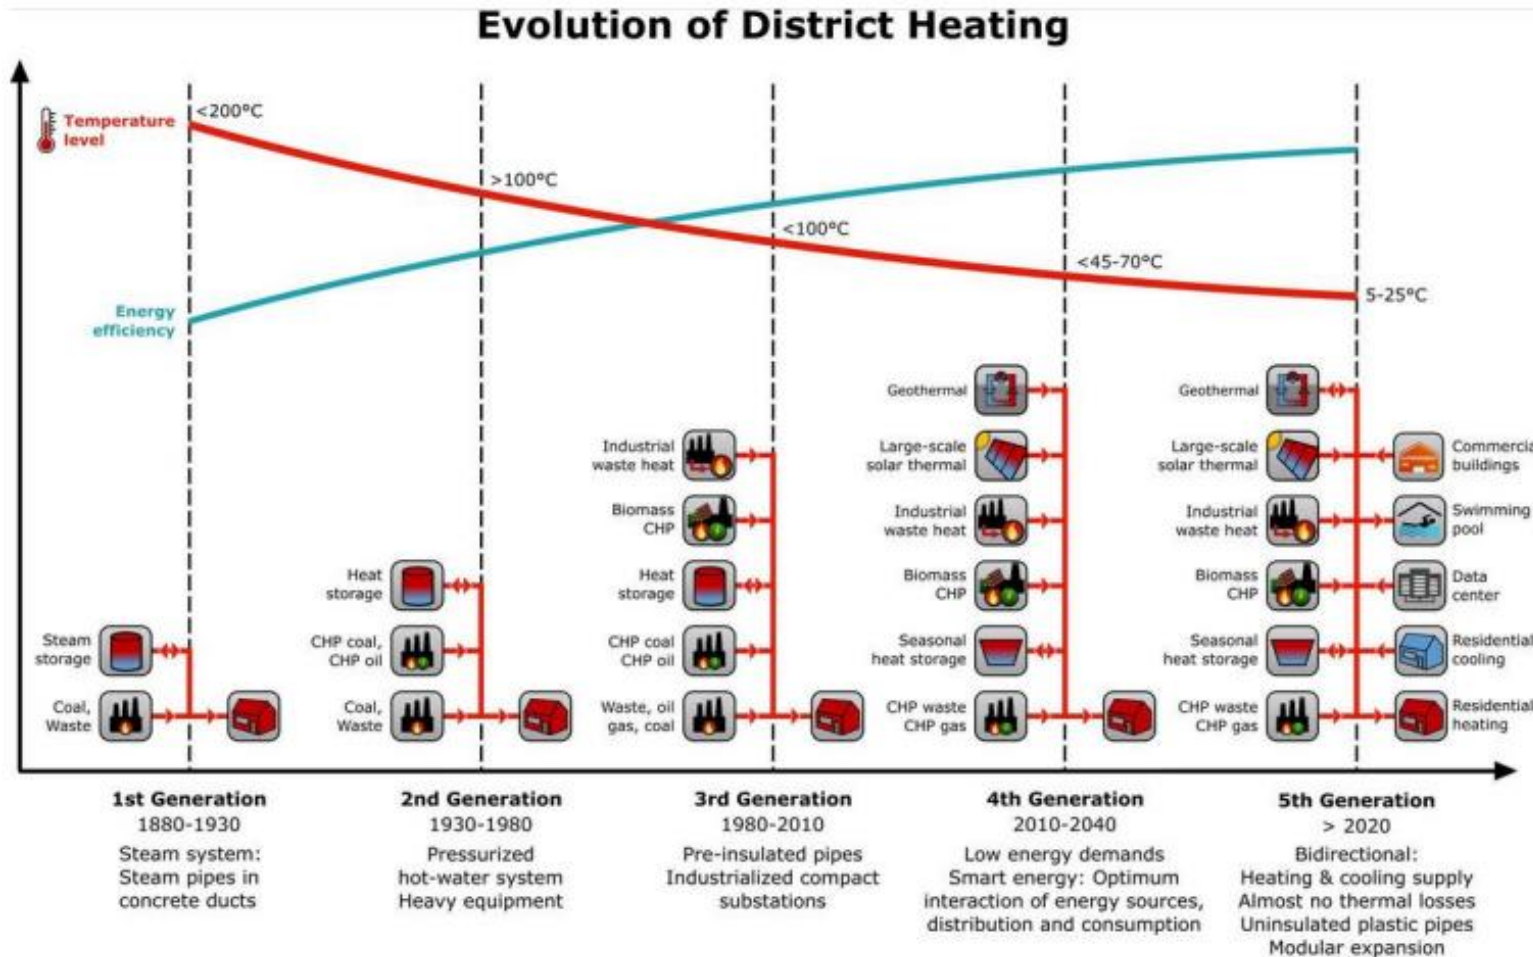 Evolution of District Heating
Temperature
level
<200°C
>100°C
<100°C
<45-70°C
5-25°C
Energy
efficiency
Steam
storage
Coal,
Waste
Heat
storage
CHP coal,
CHP oil
Coal,
Waste
Industrial
waste heat
Biomass
CHP
Heat
storage
CHP coal
CHP oil
Waste, oil
gas, coal
Geothermal
Large-scale
solar thermal
Industrial
waste heat
Biomass
CHP
Seasonal
heat storage
CHP waste
CHP gas
Geothermal
Large-scale
solar thermal
Industrial
waste heat
Biomass
CHP
Seasonal
heat storage
CHP waste
CHP gas
Commercia
buildings
Swimming
pool
Data
center
Residential
cooling
Residential
heating
1st Generation
1880-1930
Steam system:
Steam pipes in
concrete ducts
2nd Generation
1930-1980
Pressurized
hot-water system
Heavy equipment
3rd Generation
1980-2010
Pre-insulated pipes
Industrialized compact
substations
4th Generation
2010-2040
Low energy demands
Smart energy: Optimum
interaction of energy sources,
distribution and consumption
5th Generation
> 2020
Bidirectional:
Heating & cooling supply
Almost no thermal losses
Uninsulated plastic pipes
Modular expansion